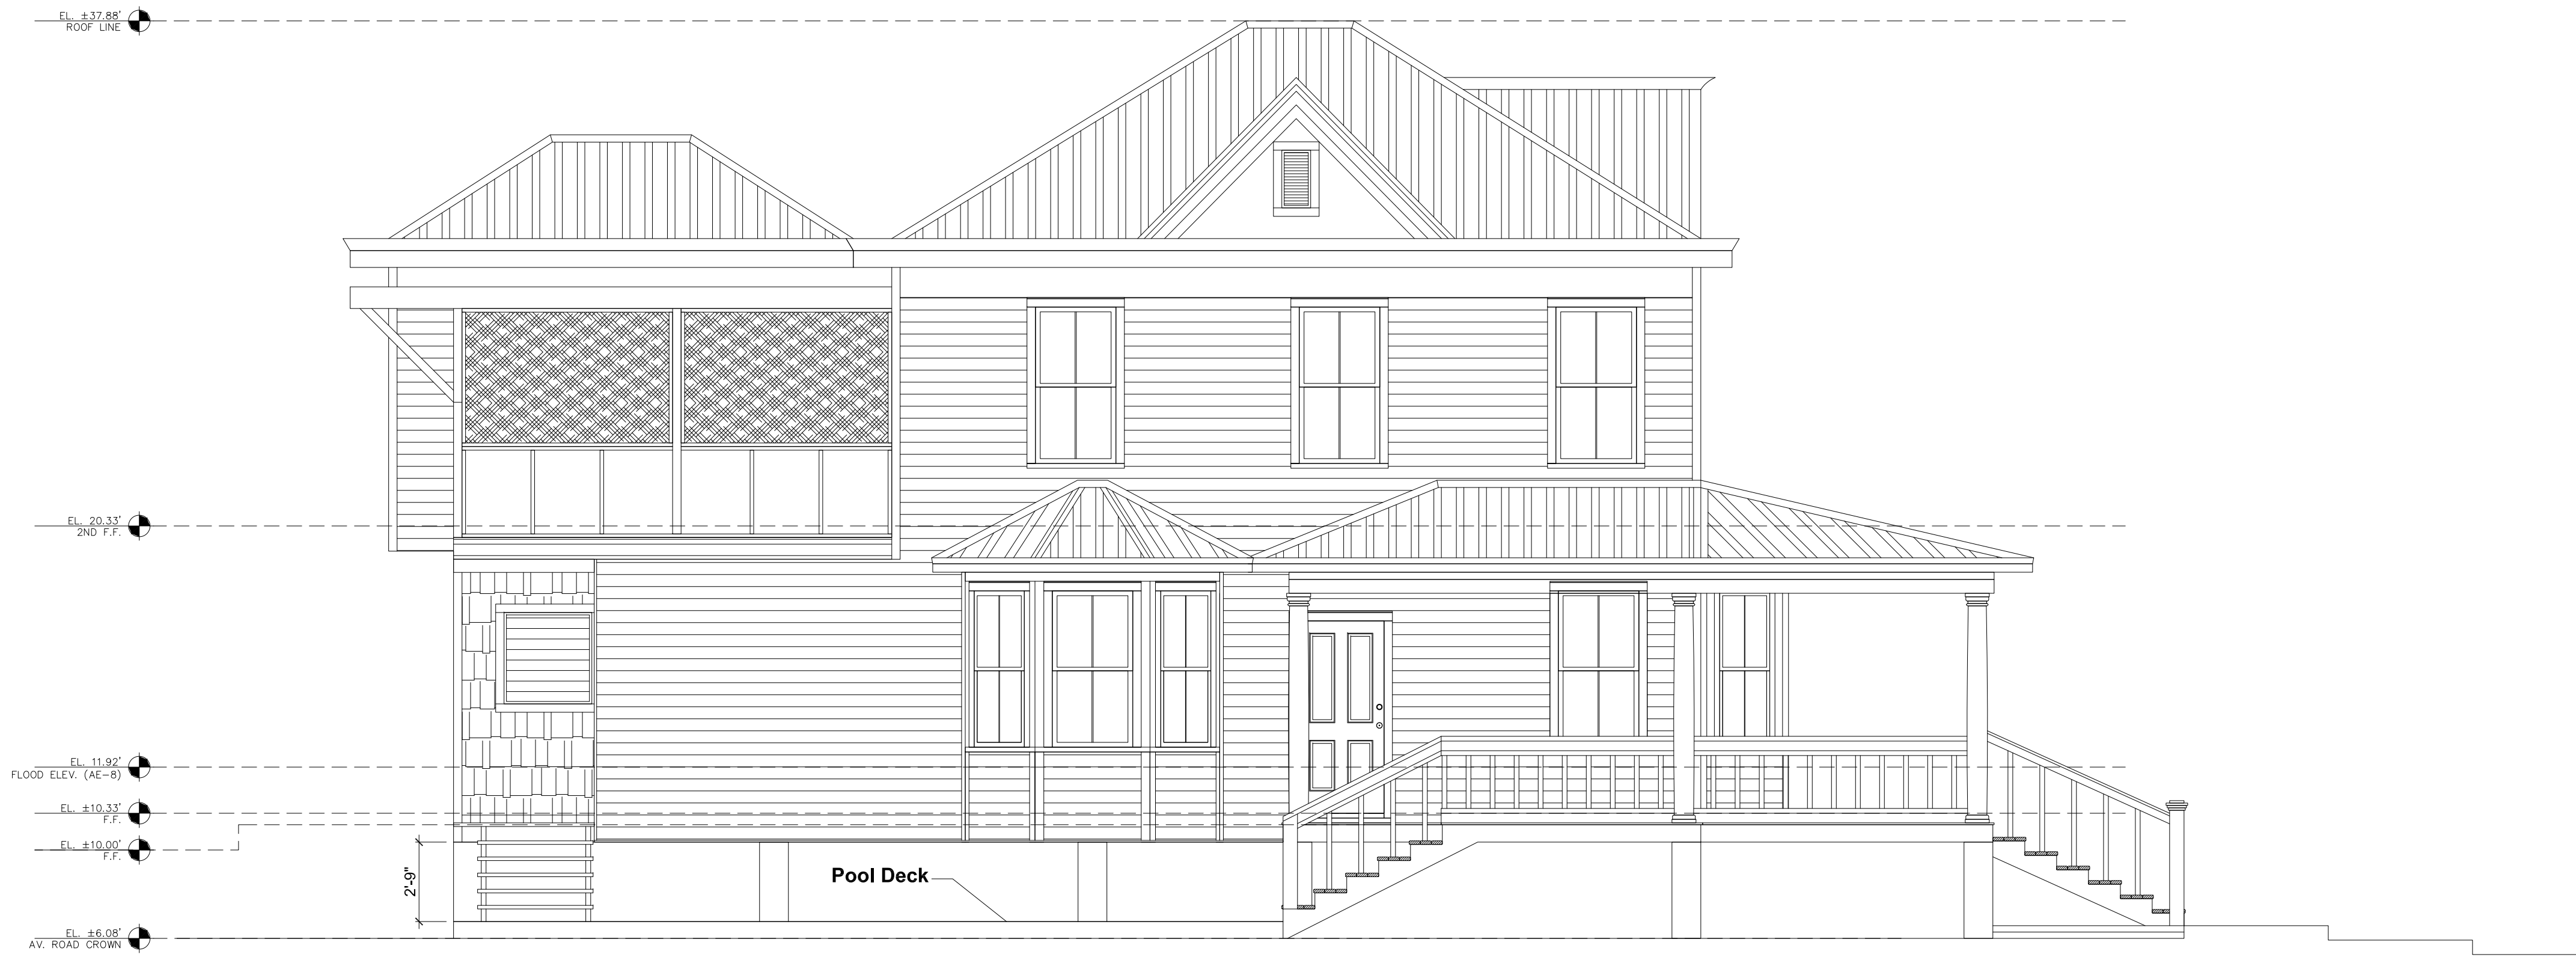 EL. ±37.88'
ROOF LINE
EL. 20.33'
2ND F.F.
EL. 11.92'
FLOOD ELEV. (AE-8)
EL. ±10.33'
F.F.
EL. ±10.00'
F.F.
2'-9"
Pool Deck
EL. ±6.08'
AV. ROAD CROWN